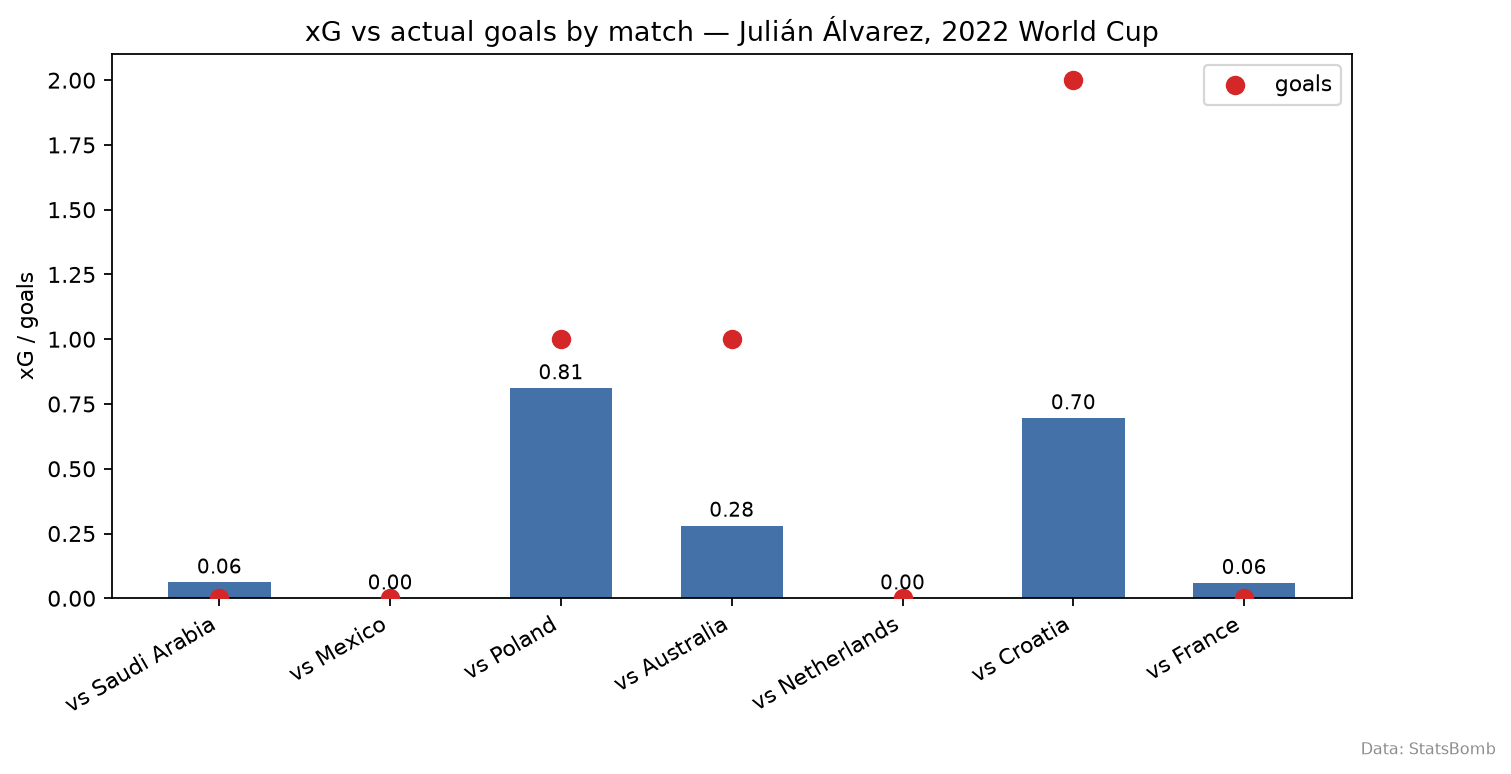 xG vs actual goals by match — Julián Álvarez, 2022 World Cup
goals
xG / goals
2.00
1.75
1.50
1.25
1.00
0.75
0.50
0.25
0.00
0.06
0.00
0.81
0.28
0.00
0.70
0.06
vs Saudi Arabia
vs Mexico
vs Poland
vs Australia
vs Netherlands
vs Croatia
vs France
Data: StatsBomb